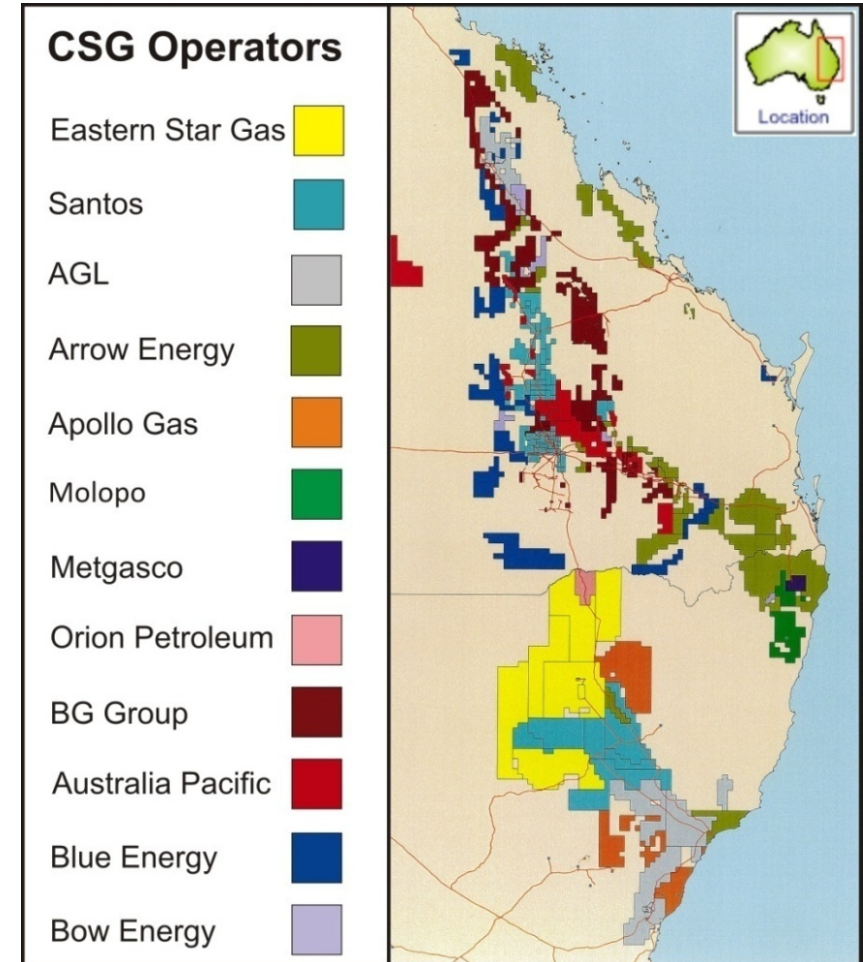 CSG Operators
Eastern Star Gas
Santos
AGL
Arrow Energy
Apollo Gas
Molopo
Metgasco
Orion Petroleum
BG Group
Australia Pacific
Blue Energy
Bow Energy
Location